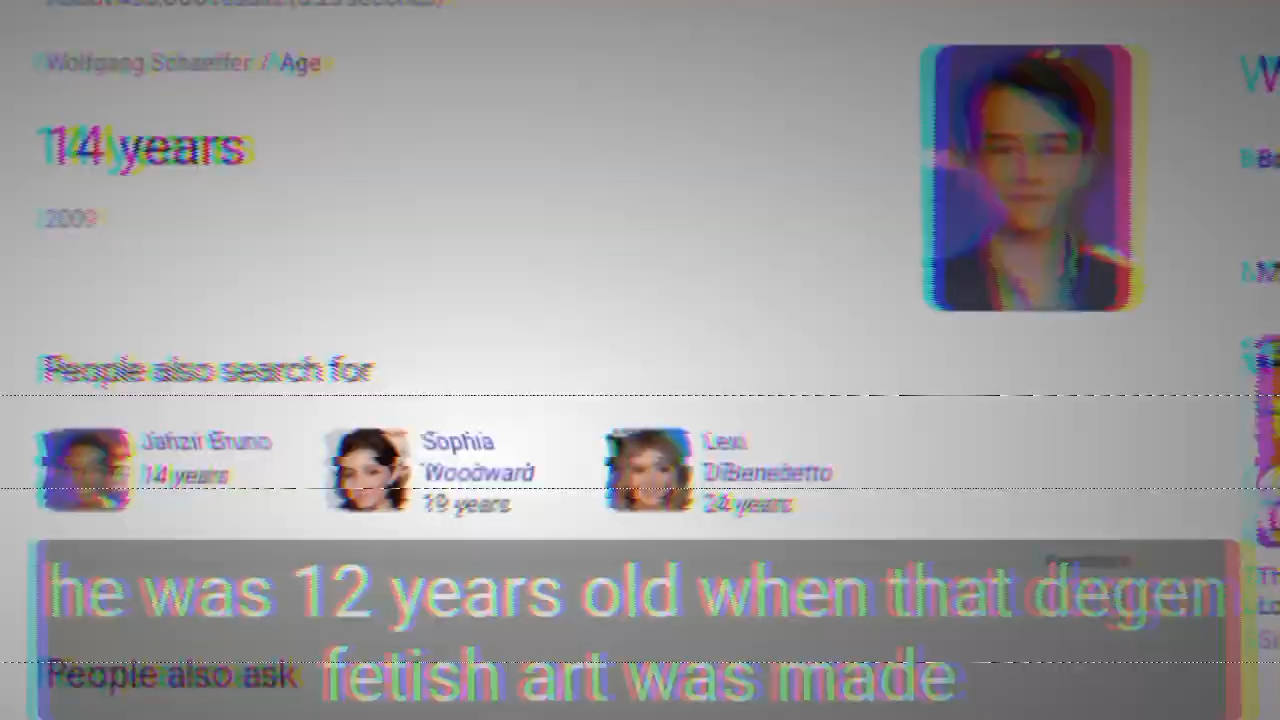 Wolfgang Schaeffer / Age
14 years
2009
People also search for
Jahzir Bruno
14 years
Sophia
Woodward
19 years
Lexi
DiBenedetto
24 years
he was 12 years old when that degen
fetish art was made
People also ask